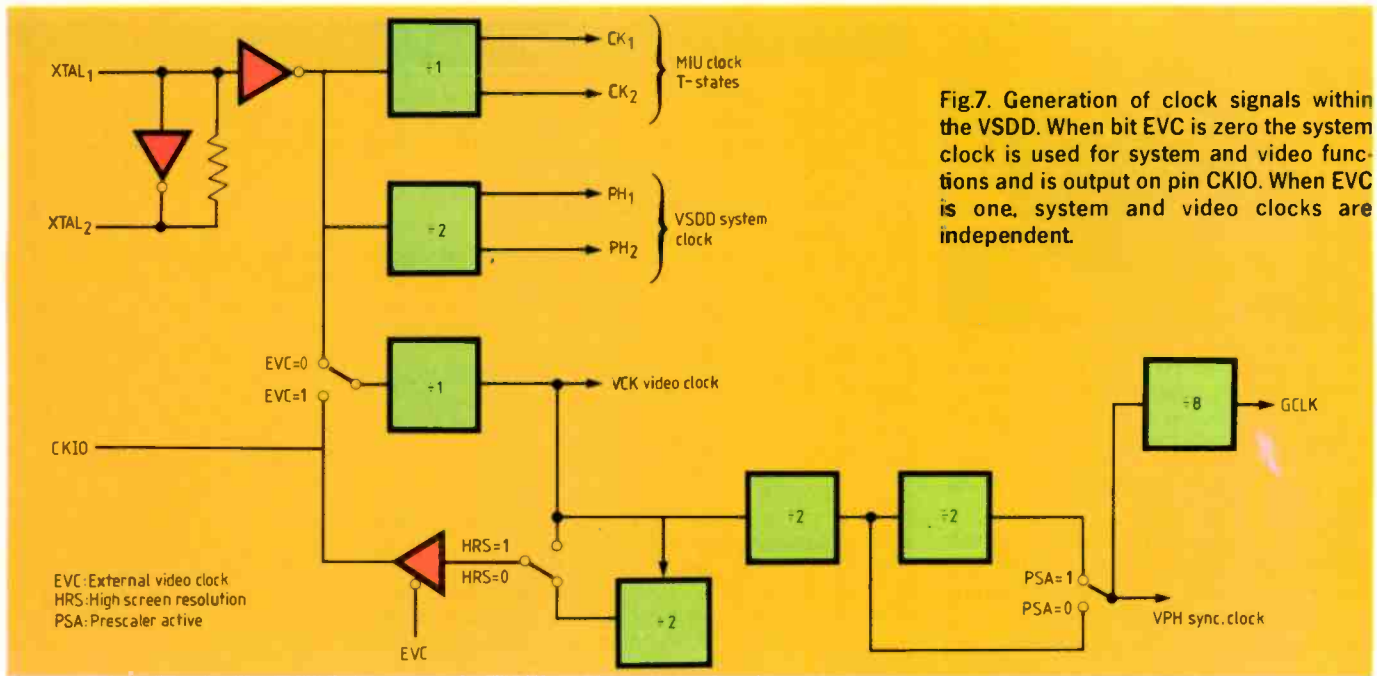 XTAL1
XTAL2
÷1
CK1
CK2
MIU clock
T-states
÷2
PH1
PH2
VSDD system
clock
Fig.7. Generation of clock signals within
the VSDD. When bit EVC is zero the system
clock is used for system and video func-
tions and is output on pin CKIO. When EVC
is one, system and video clocks are
independent.
EVC=0
EVC=1
÷1
VCK video clock
CKIO
÷8
GCLK
HRS=1
HRS=0
÷2
÷2
÷2
PSA=1
PSA=0
VPH sync.clock
EVC
EVC:External video clock
HRS:High screen resolution
PSA:Prescaler active